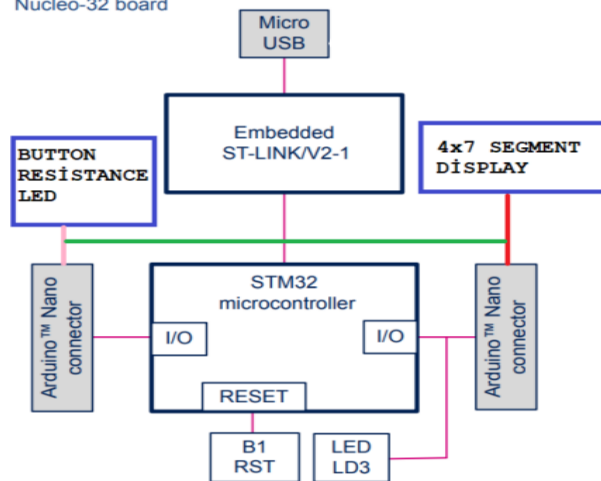 Nucleo-32 board
Micro
USB
Embedded
ST-LINK/V2-1
BUTTON
RESİSTANCE
LED
4x7 SEGMENT
DİSPLAY
Arduino™ Nano
connector
STM32
microcontroller
I/O
I/O
RESET
Arduino™ Nano
connector
B1
RST
LED
LD3